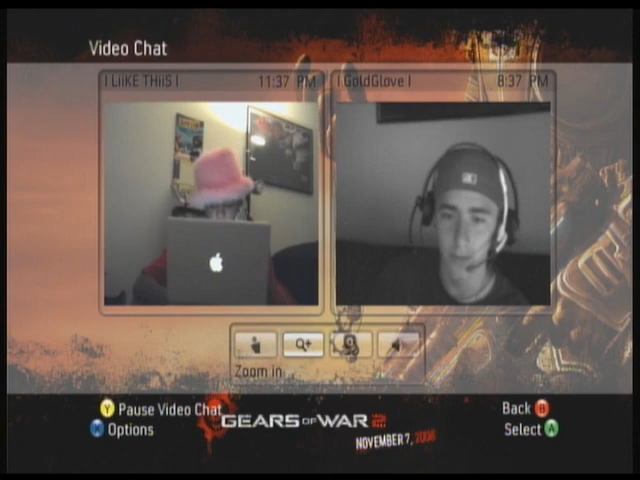 Video Chat
I LiiKE THiiS I 11:37 PM
I GoldGlove I 8:37 PM
Zoom in
Y Pause Video Chat
Back B
X Options
Select A
GEARS OF WAR 2
NOVEMBER 7, 2008